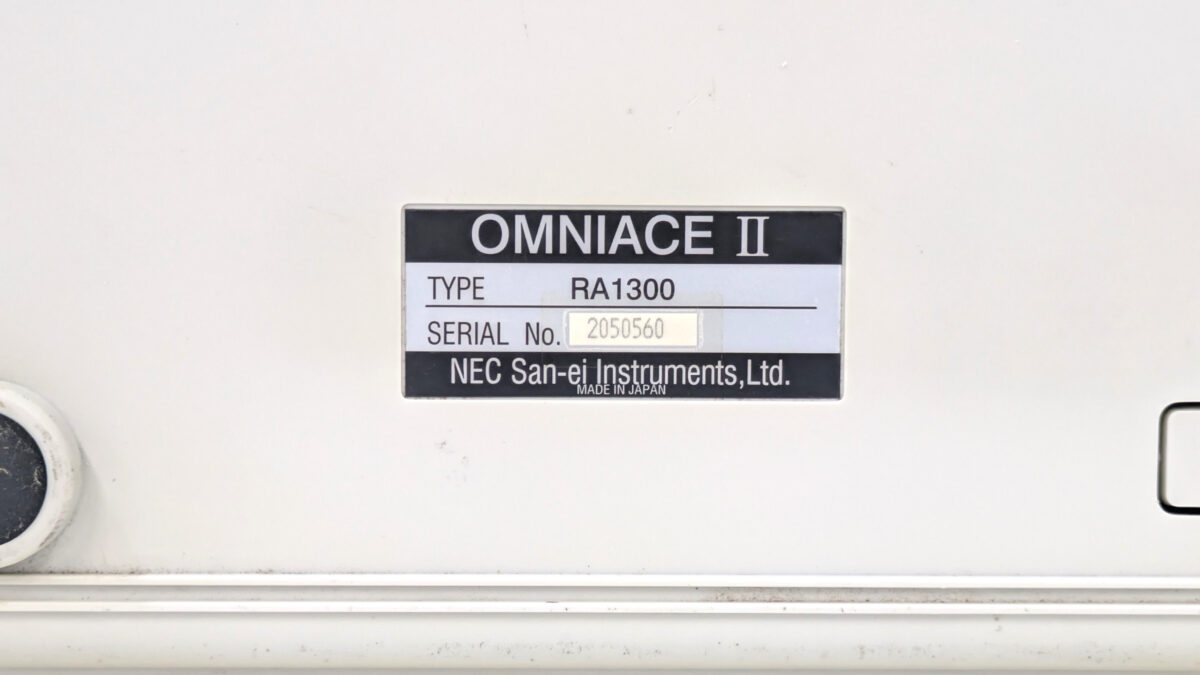 OMNIACE II
TYPE RA1300
SERIAL No. 2050560
NEC San-ei Instruments,Ltd.
MADE IN JAPAN